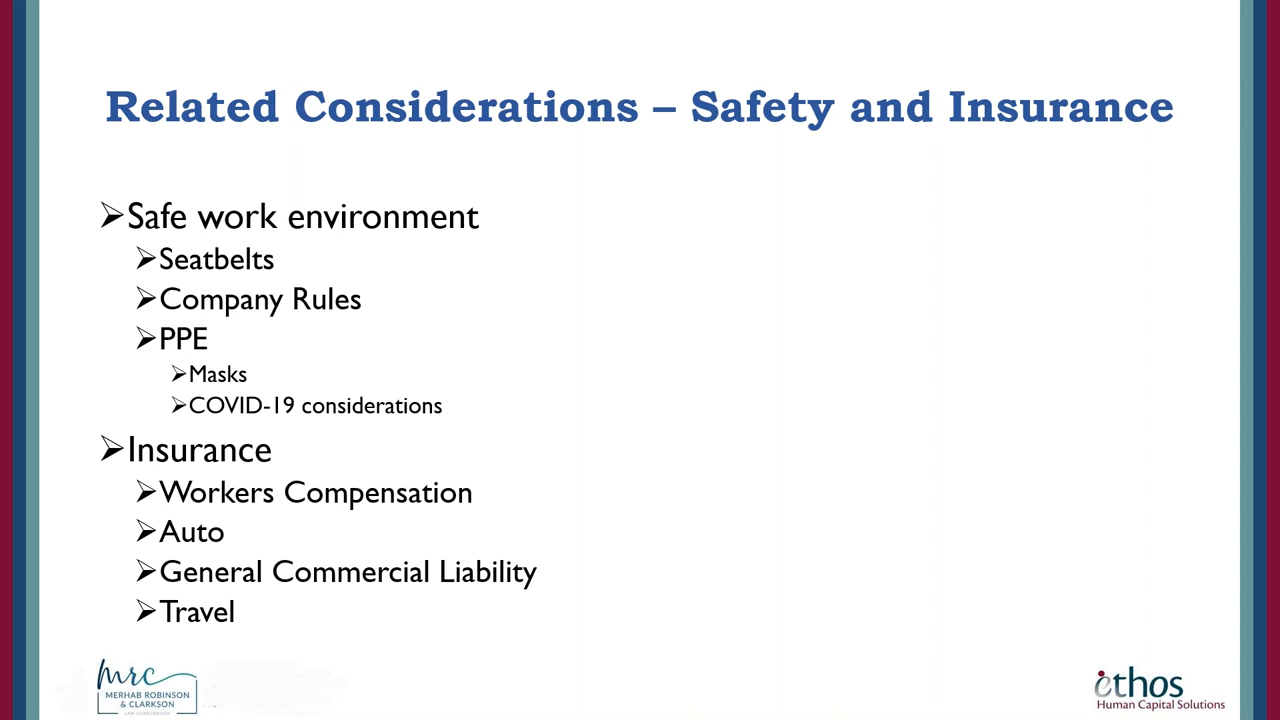 Related Considerations – Safety and Insurance
➢Safe work environment
➢Seatbelts
➢Company Rules
➢PPE
➢Masks
➢COVID-19 considerations
➢Insurance
➢Workers Compensation
➢Auto
➢General Commercial Liability
➢Travel
mrc
MERHAB ROBINSON
& CLARKSON
LAW CORPORATION
ethos
Human Capital Solutions